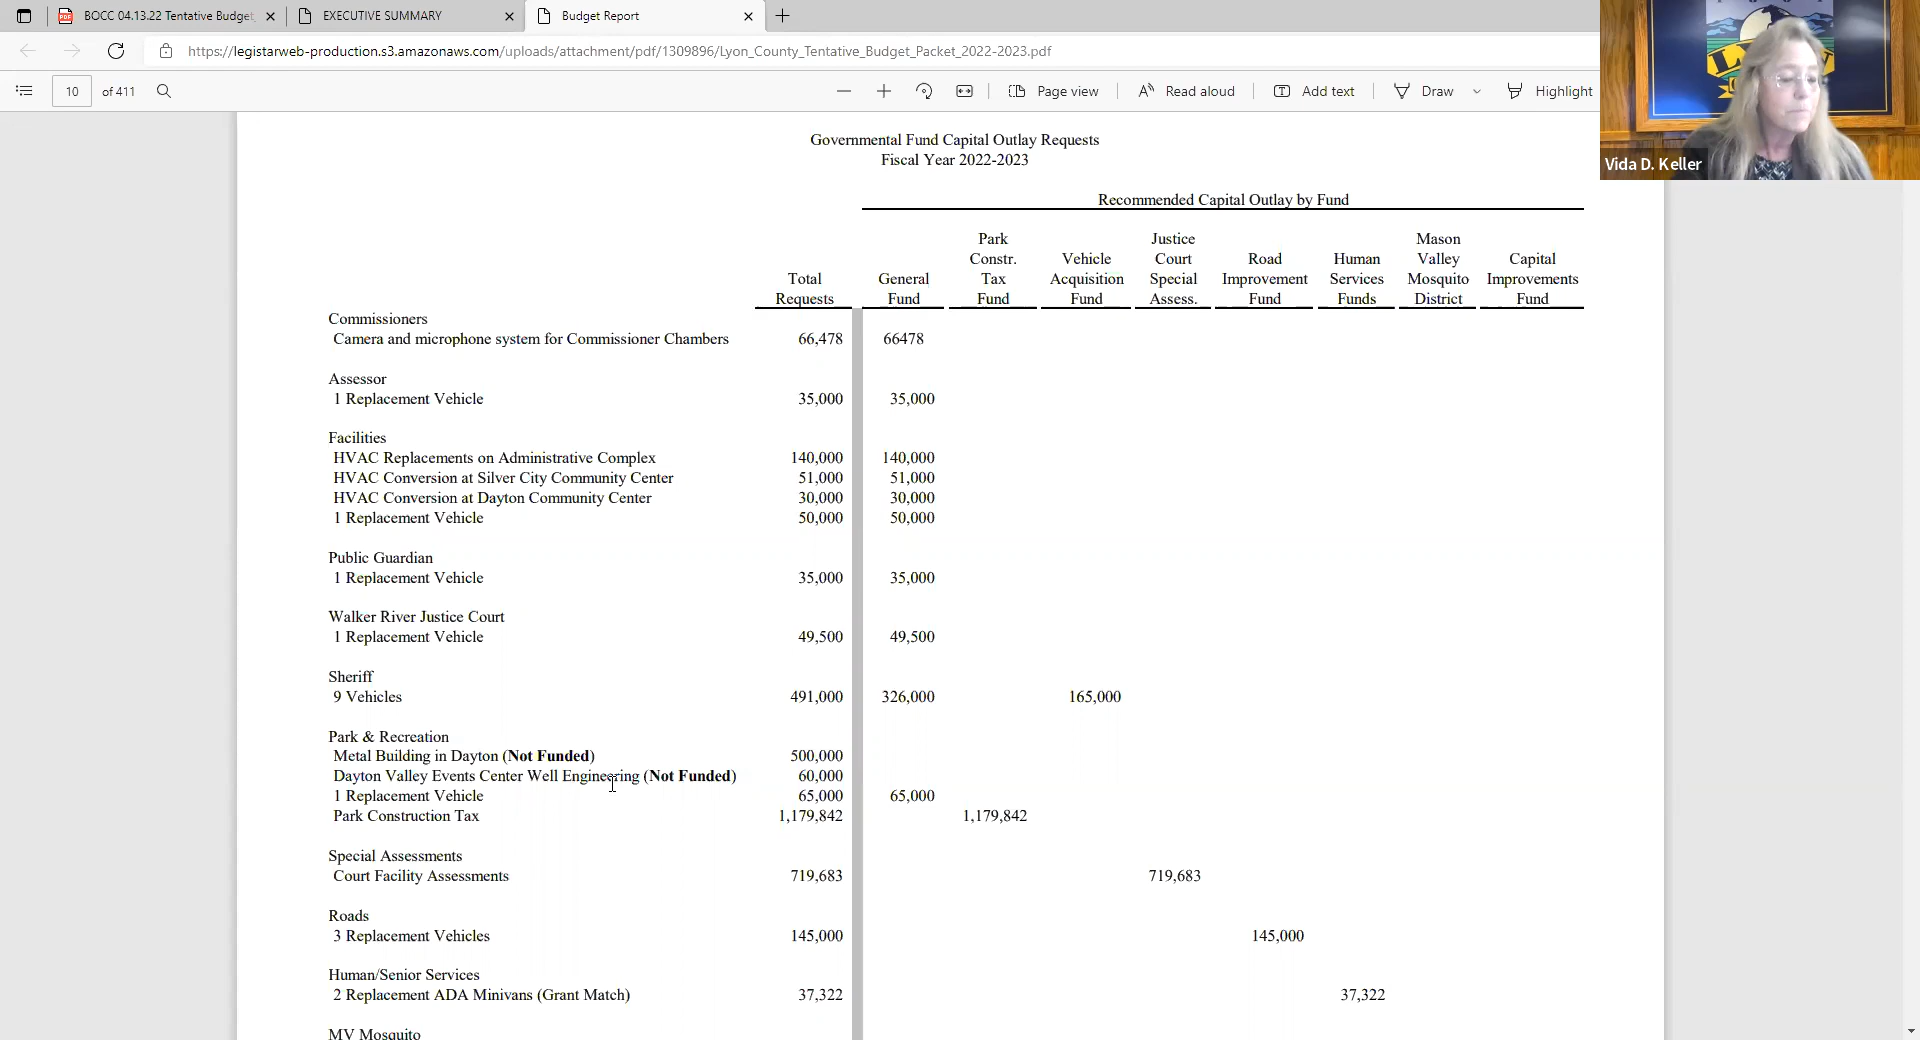 BOCC 04.13.22 Tentative Budget
EXECUTIVE SUMMARY
Budget Report
https://legistarweb-production.s3.amazonaws.com/uploads/attachment/pdf/1309896/Lyon_County_Tentative_Budget_Packet_2022-2023.pdf
10 of 411
Page view
Read aloud
Add text
Draw
Highlight
Vida D. Keller
Governmental Fund Capital Outlay Requests
Fiscal Year 2022-2023
Recommended Capital Outlay by Fund
Total Requests
General Fund
Park Constr. Tax Fund
Vehicle Acquisition Fund
Justice Court Special Assess.
Road Improvement Fund
Human Services Funds
Mason Valley Mosquito District
Capital Improvements Fund
Commissioners
Camera and microphone system for Commissioner Chambers 66,478 66478
Assessor
1 Replacement Vehicle 35,000 35,000
Facilities
HVAC Replacements on Administrative Complex 140,000 140,000
HVAC Conversion at Silver City Community Center 51,000 51,000
HVAC Conversion at Dayton Community Center 30,000 30,000
1 Replacement Vehicle 50,000 50,000
Public Guardian
1 Replacement Vehicle 35,000 35,000
Walker River Justice Court
1 Replacement Vehicle 49,500 49,500
Sheriff
9 Vehicles 491,000 326,000 165,000
Park & Recreation
Metal Building in Dayton (Not Funded) 500,000
Dayton Valley Events Center Well Engineering (Not Funded) 60,000
1 Replacement Vehicle 65,000 65,000
Park Construction Tax 1,179,842 1,179,842
Special Assessments
Court Facility Assessments 719,683 719,683
Roads
3 Replacement Vehicles 145,000 145,000
Human/Senior Services
2 Replacement ADA Minivans (Grant Match) 37,322 37,322
MV Mosquito